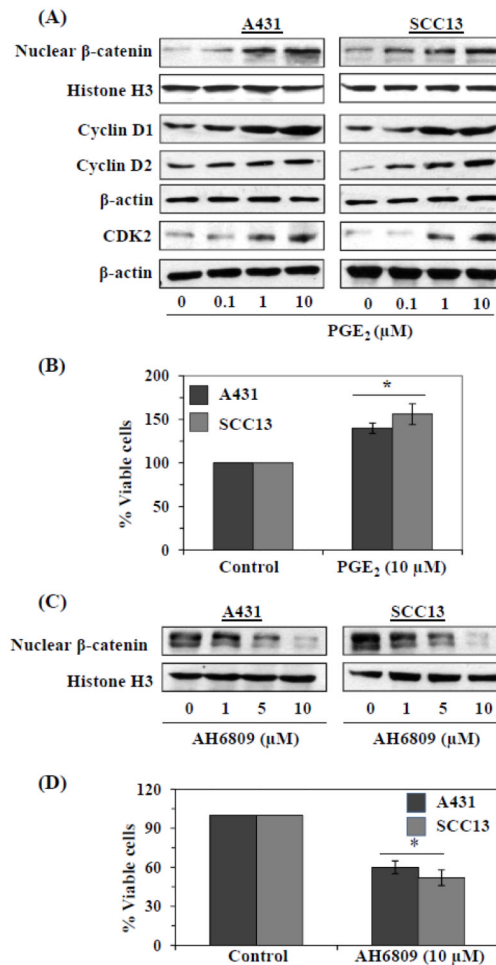 (A)
A431 SCC13
Nuclear β-catenin
Histone H3
Cyclin D1
Cyclin D2
β-actin
CDK2
β-actin
0 0.1 1 10 0 0.1 1 10
PGE₂ (µM)
(B)
200
150
100
50
0
% Viable cells
A431
SCC13
*
Control PGE₂ (10 µM)
(C)
A431 SCC13
Nuclear β-catenin
Histone H3
0 1 5 10 0 1 5 10
AH6809 (µM) AH6809 (µM)
(D)
120
90
60
30
0
% Viable cells
A431
SCC13
*
Control AH6809 (10 µM)